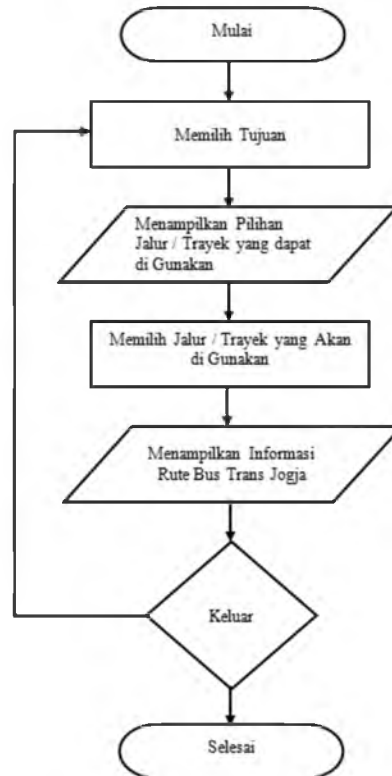 Mulai
Memilih Tujuan
Menampilkan Pilihan
Jalur / Trayek yang dapat
di Gunakan
Memilih Jalur / Trayek yang Akan
di Gunakan
Menampilkan Informasi
Rute Bus Trans Jogja
Keluar
Selesai